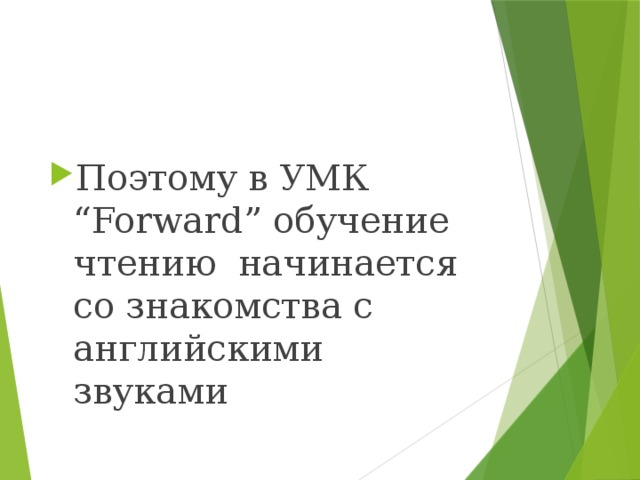 Поэтому в УМК
“Forward” обучение
чтению  начинается
со знакомства с
английскими
звуками